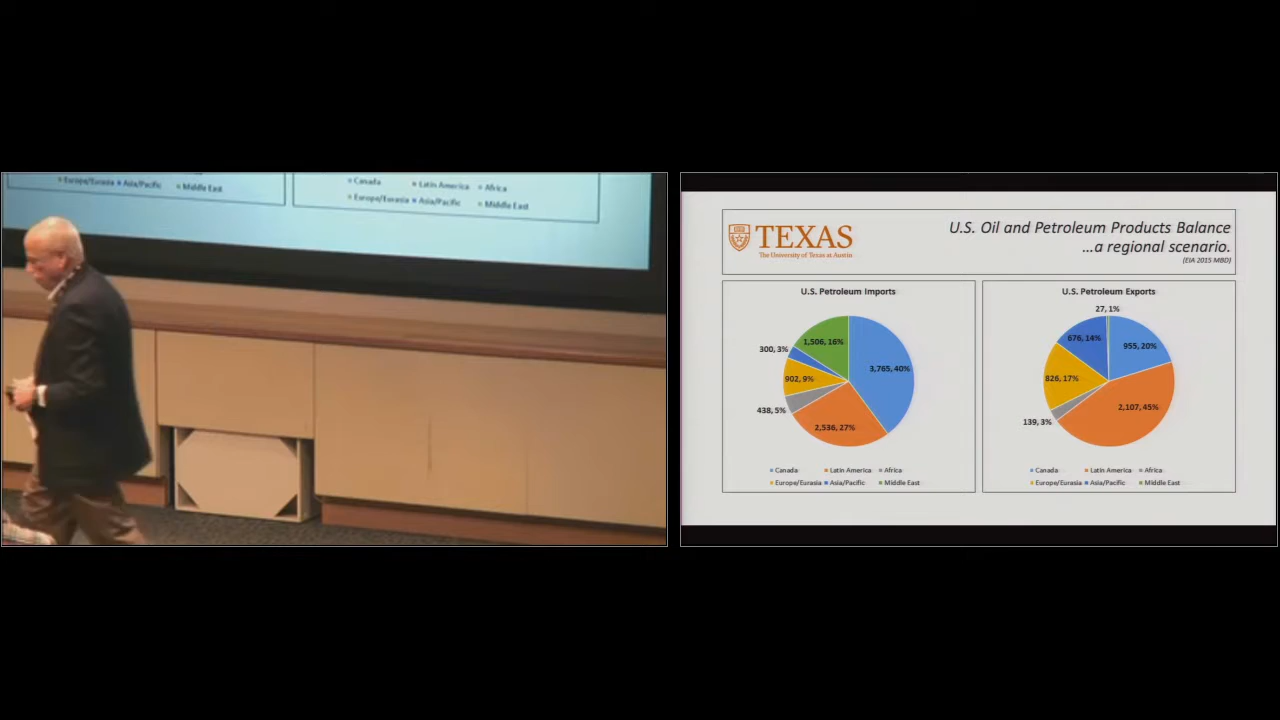 Europe/Eurasia Asia/Pacific Middle East
Canada Latin America Africa
Europe/Eurasia Asia/Pacific Middle East
TEXAS
The University of Texas at Austin
U.S. Oil and Petroleum Products Balance
...a regional scenario.
(EIA 2015 MBD)
U.S. Petroleum Imports
1,506, 16%
300, 3%
3,765, 40%
902, 9%
438, 5%
2,536, 27%
Canada Latin America Africa
Europe/Eurasia Asia/Pacific Middle East
U.S. Petroleum Exports
27, 1%
676, 14%
955, 20%
826, 17%
2,107, 45%
139, 3%
Canada Latin America Africa
Europe/Eurasia Asia/Pacific Middle East